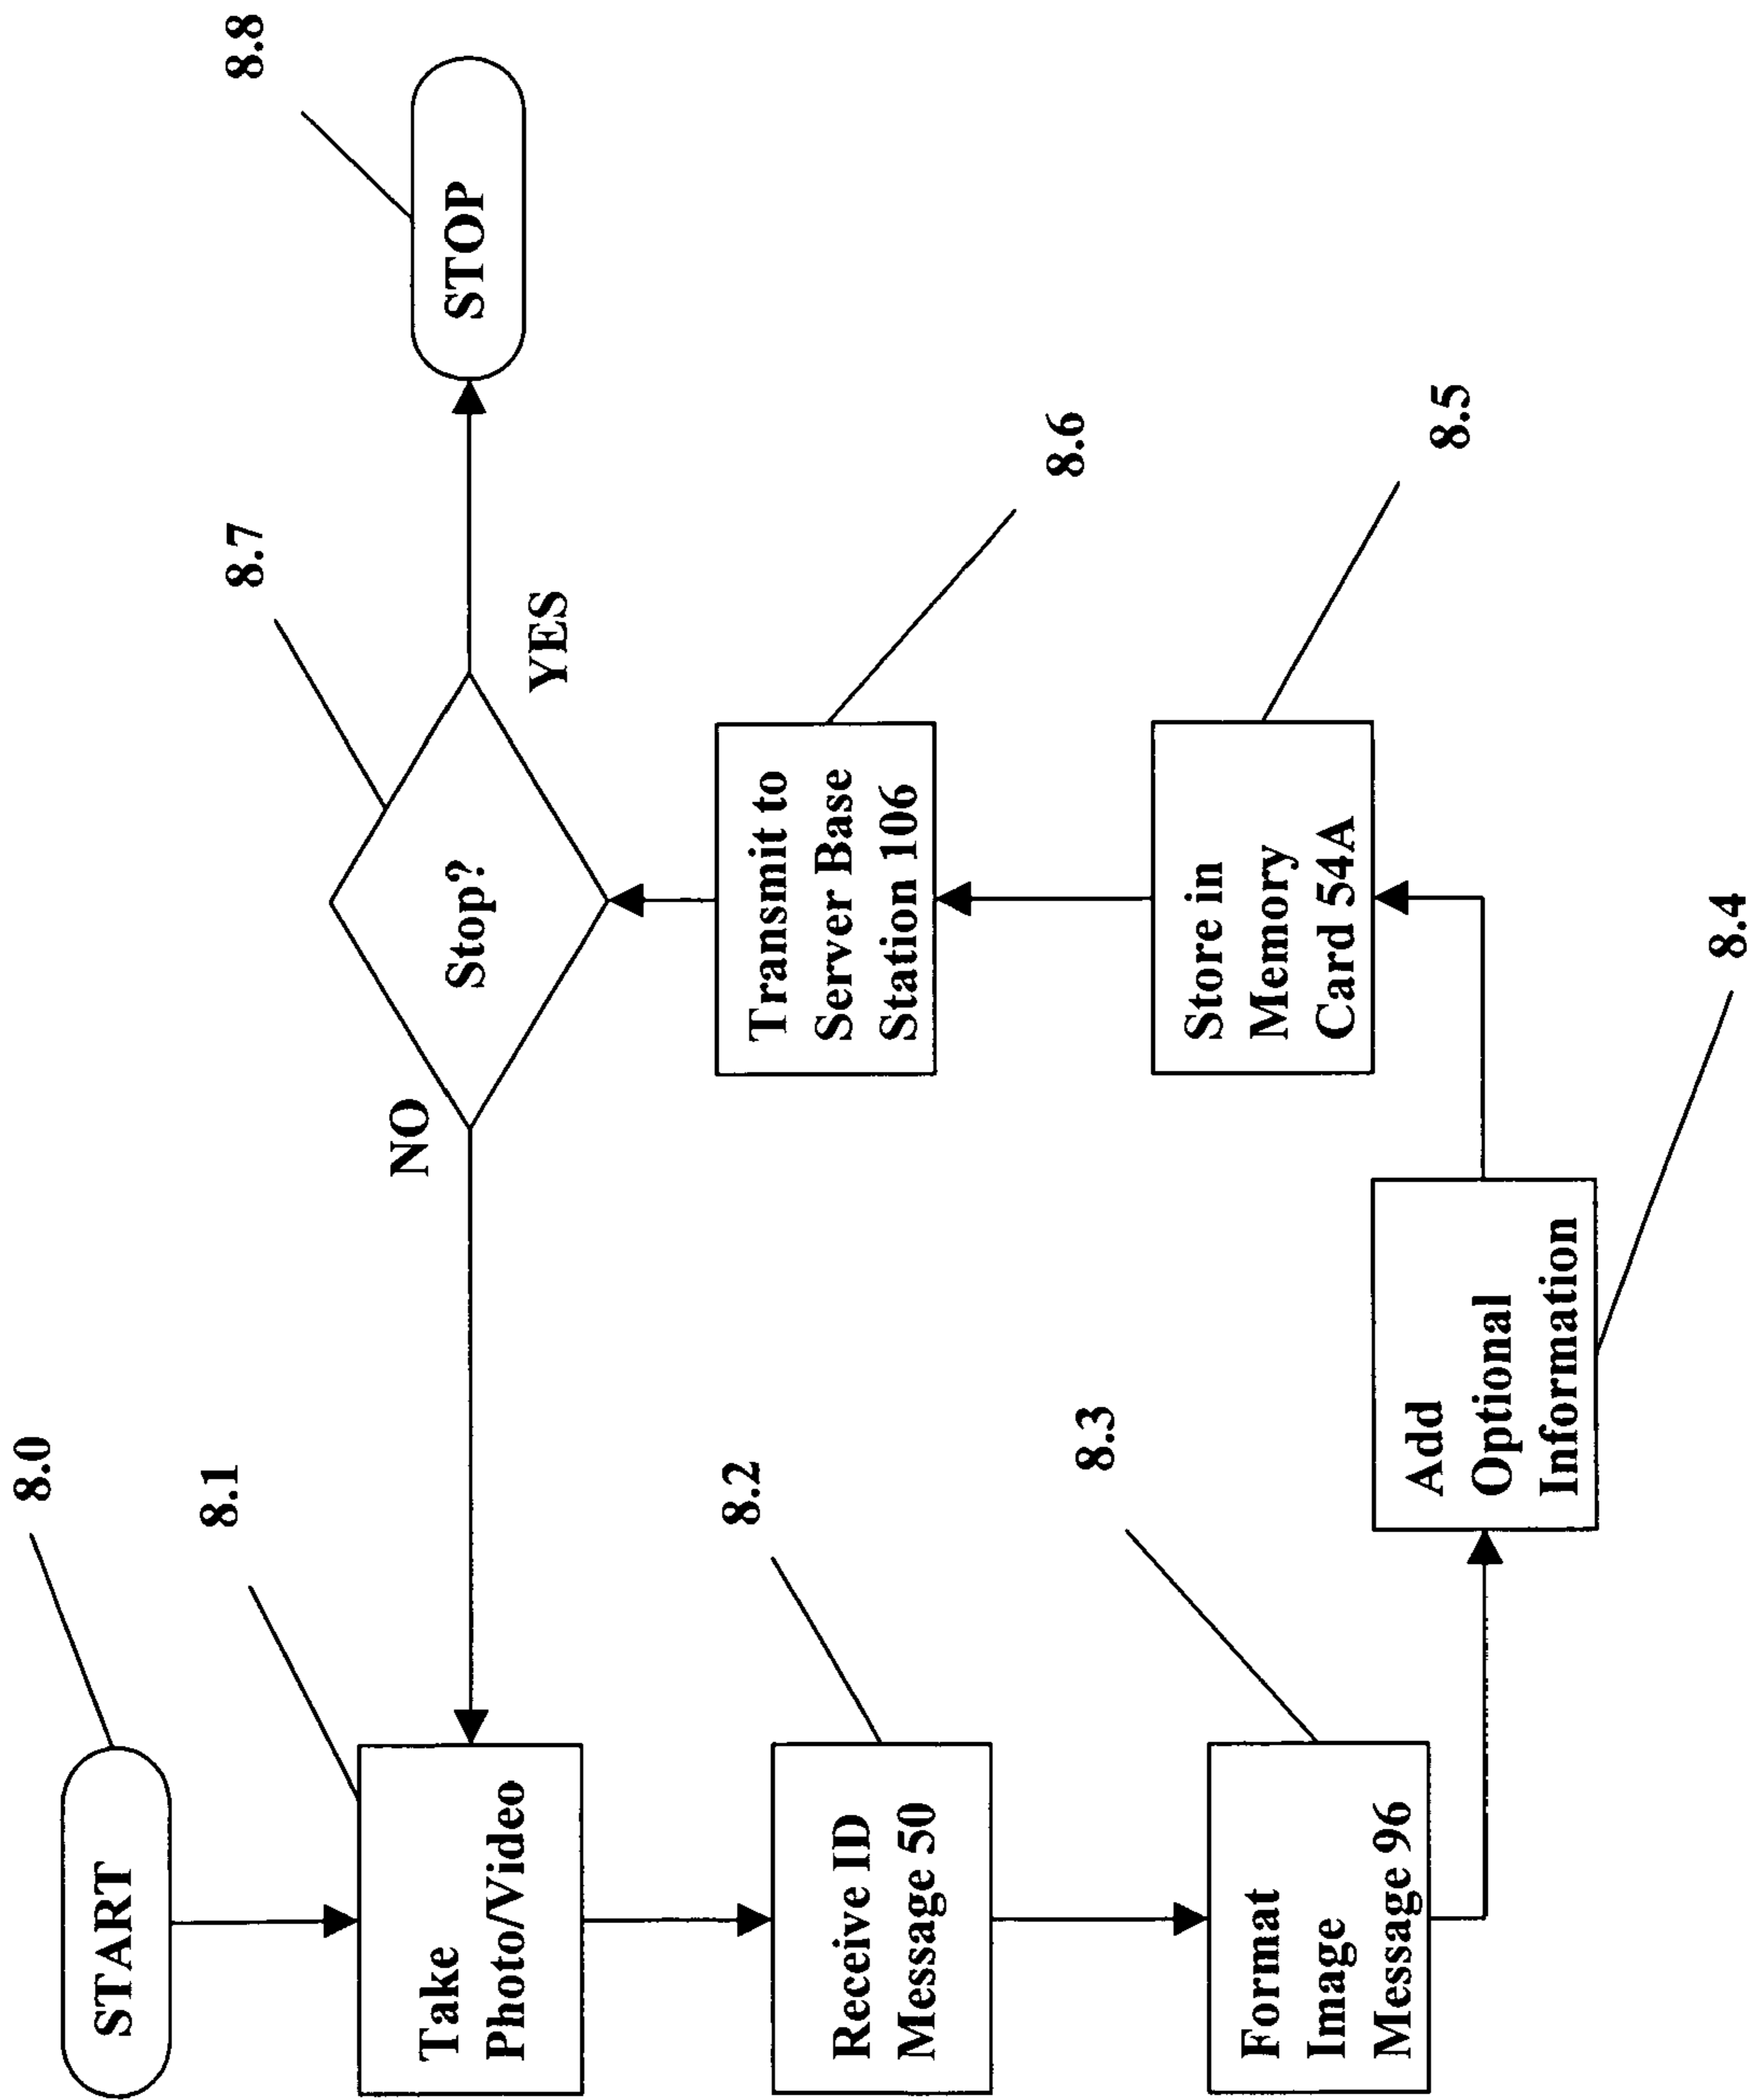 START
8.0
Take
Photo/Video
8.1
Receive ID
Message 50
8.2
Format
Image
Message 96
8.3
Add
Optional
Information
8.4
Store in
Memory
Card 54A
8.5
Transmit to
Server Base
Station 106
8.6
Stop?
8.7
NO
YES
STOP
8.8